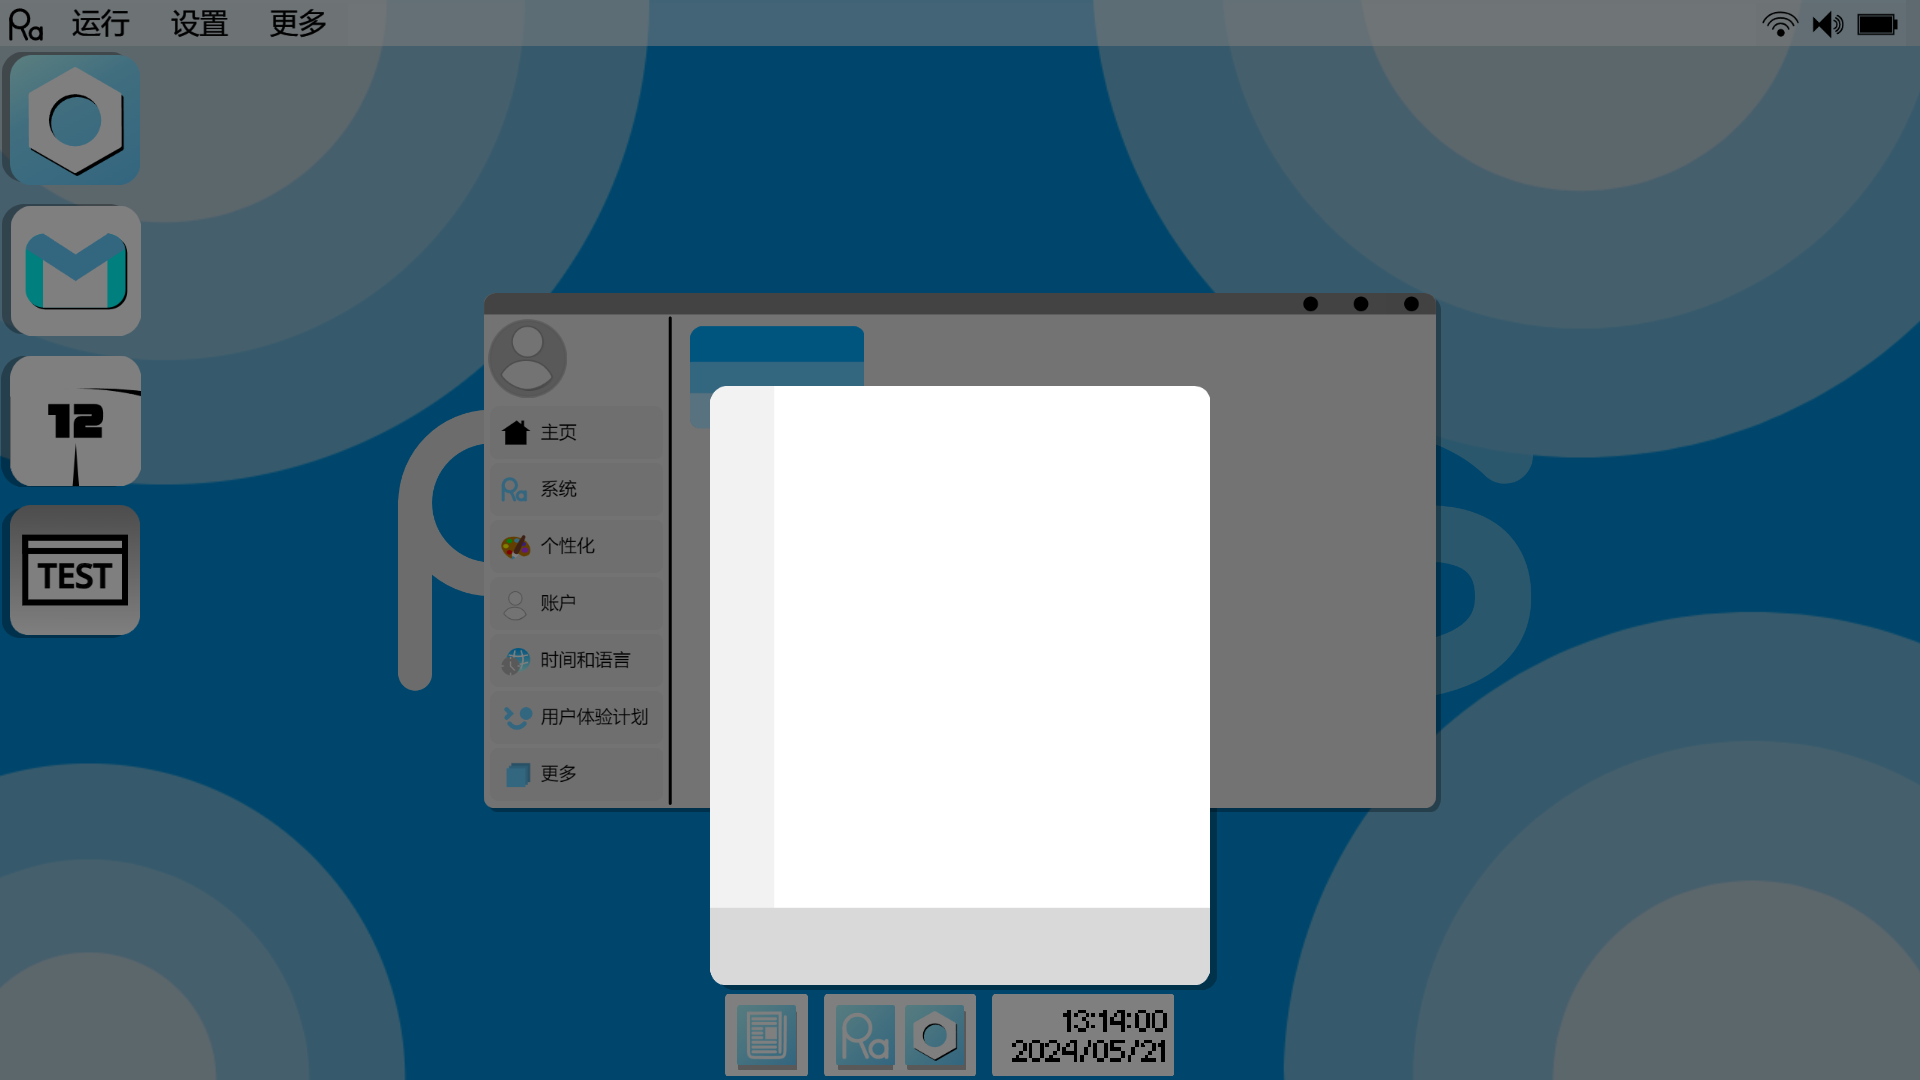 Ra 运行 设置 更多
12
TEST
主页
Ra 系统
个性化
账户
时间和语言
用户体验计划
更多
Ra
13:14:00
2024/05/21